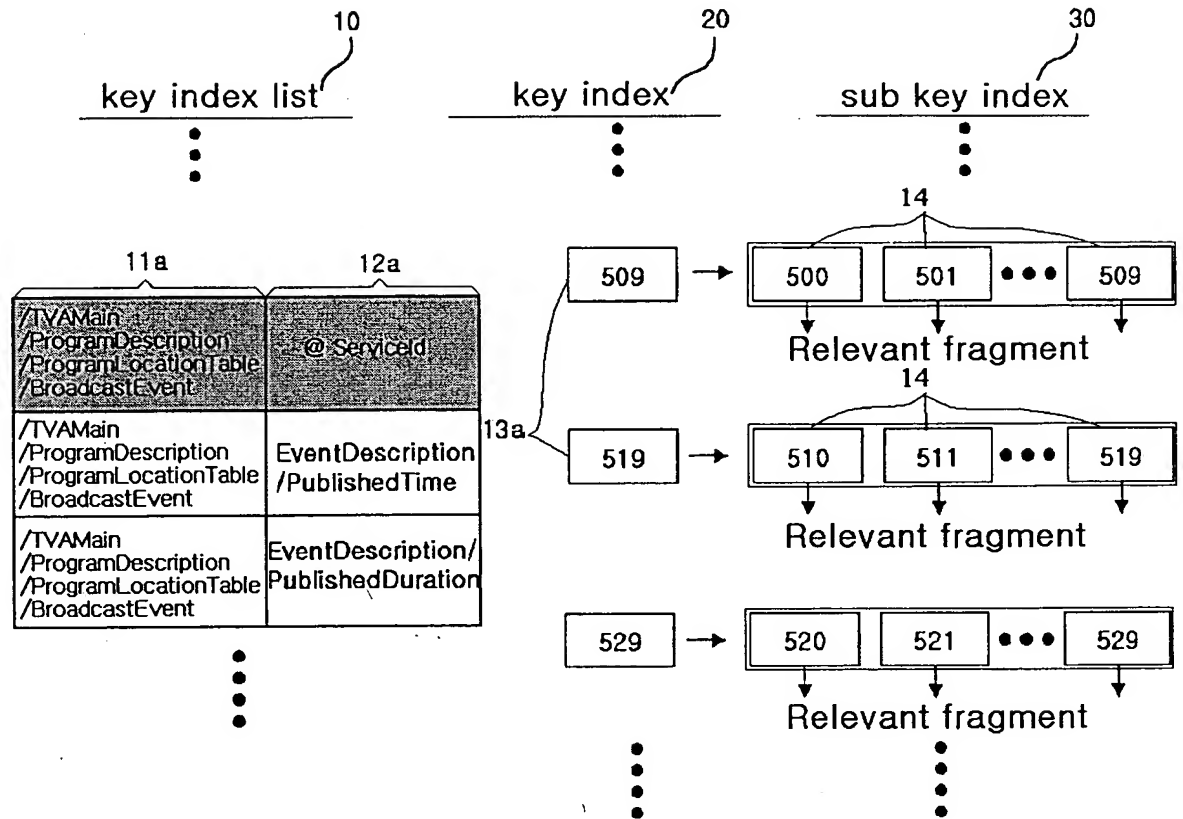 10
20
30
key index list
key index
sub key index
14
11a
12a
509
500
501
509
/TVAMain
/ProgramDescription
/ProgramLocationTable
/BroadcastEvent
@ ServiceId
Relevant fragment
14
13a
/TVAMain
/ProgramDescription
/ProgramLocationTable
/BroadcastEvent
EventDescription
/PublishedTime
519
510
511
519
Relevant fragment
/TVAMain
/ProgramDescription
/ProgramLocationTable
/BroadcastEvent
EventDescription/
PublishedDuration
529
520
521
529
Relevant fragment